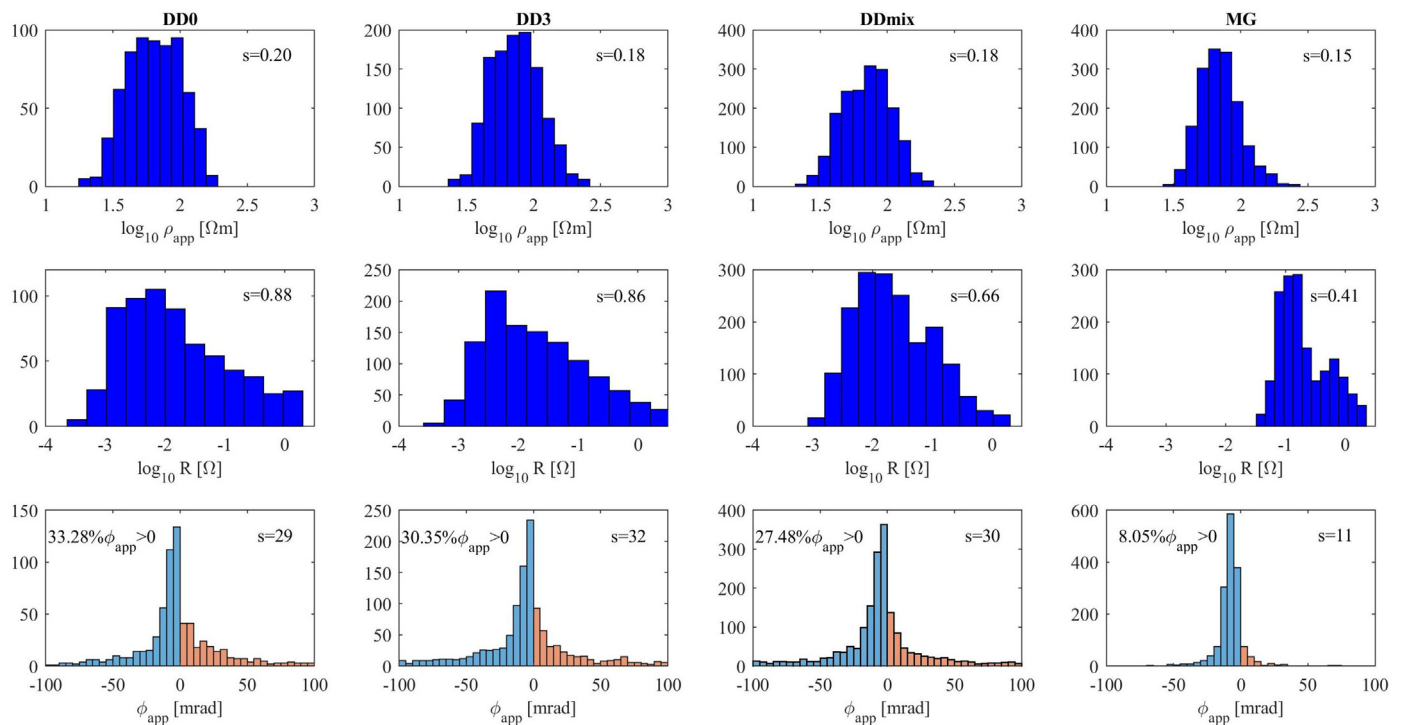 DD0
DD3
DDmix
MG
100
50
0
s=0.20
1 1.5 2 2.5 3
log10 ρapp [Ωm]
200
150
100
50
0
s=0.18
1 1.5 2 2.5 3
log10 ρapp [Ωm]
400
300
200
100
0
s=0.18
1 1.5 2 2.5 3
log10 ρapp [Ωm]
400
300
200
100
0
s=0.15
1 1.5 2 2.5 3
log10 ρapp [Ωm]
100
50
0
s=0.88
-4 -3 -2 -1 0
log10 R [Ω]
250
200
150
100
50
0
s=0.86
-4 -3 -2 -1 0
log10 R [Ω]
300
200
100
0
s=0.66
-4 -3 -2 -1 0
log10 R [Ω]
300
200
100
0
s=0.41
-4 -3 -2 -1 0
log10 R [Ω]
150
100
50
0
33.28%ϕapp>0
s=29
-100 -50 0 50 100
ϕapp [mrad]
250
200
150
100
50
0
30.35%ϕapp>0
s=32
-100 -50 0 50 100
ϕapp [mrad]
400
300
200
100
0
27.48%ϕapp>0
s=30
-100 -50 0 50 100
ϕapp [mrad]
600
400
200
0
8.05%ϕapp>0
s=11
-100 -50 0 50 100
ϕapp [mrad]